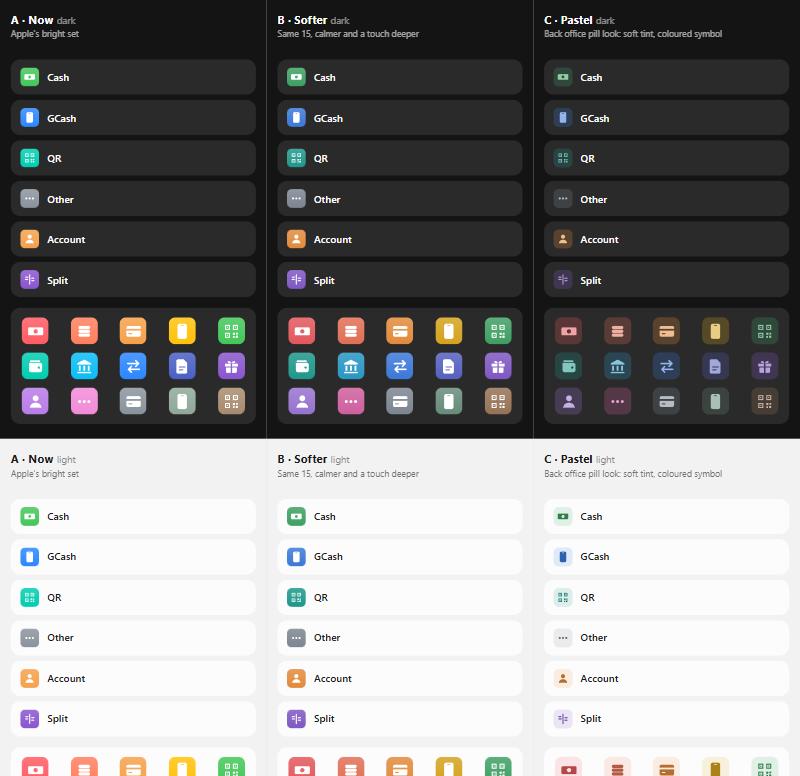 A · Now dark
Apple's bright set
Cash
GCash
QR
Other
Account
Split
B · Softer dark
Same 15, calmer and a touch deeper
Cash
GCash
QR
Other
Account
Split
C · Pastel dark
Back office pill look: soft tint, coloured symbol
Cash
GCash
QR
Other
Account
Split
A · Now light
Apple's bright set
Cash
GCash
QR
Other
Account
Split
B · Softer light
Same 15, calmer and a touch deeper
Cash
GCash
QR
Other
Account
Split
C · Pastel light
Back office pill look: soft tint, coloured symbol
Cash
GCash
QR
Other
Account
Split